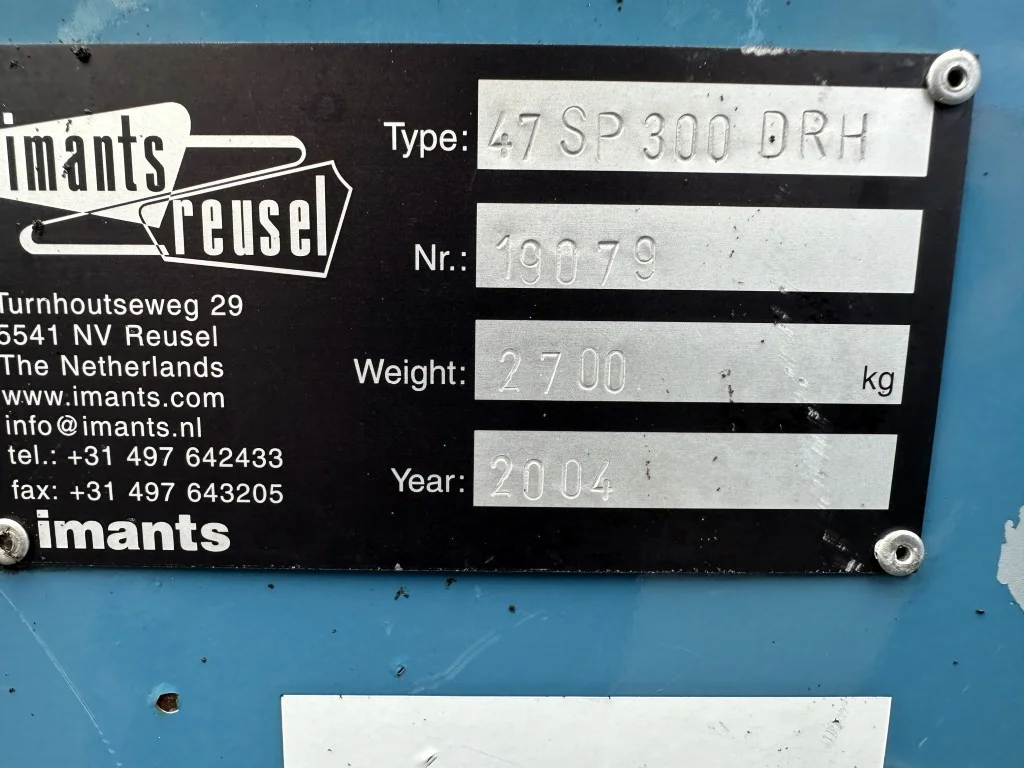 imants
reusel
Turnhoutseweg 29
5541 NV Reusel
The Netherlands
www.imants.com
info@imants.nl
tel.: +31 497 642433
fax: +31 497 643205
imants
Type: 47 SP 300 DRH
Nr.: 19079
Weight: 2700 kg
Year: 2004